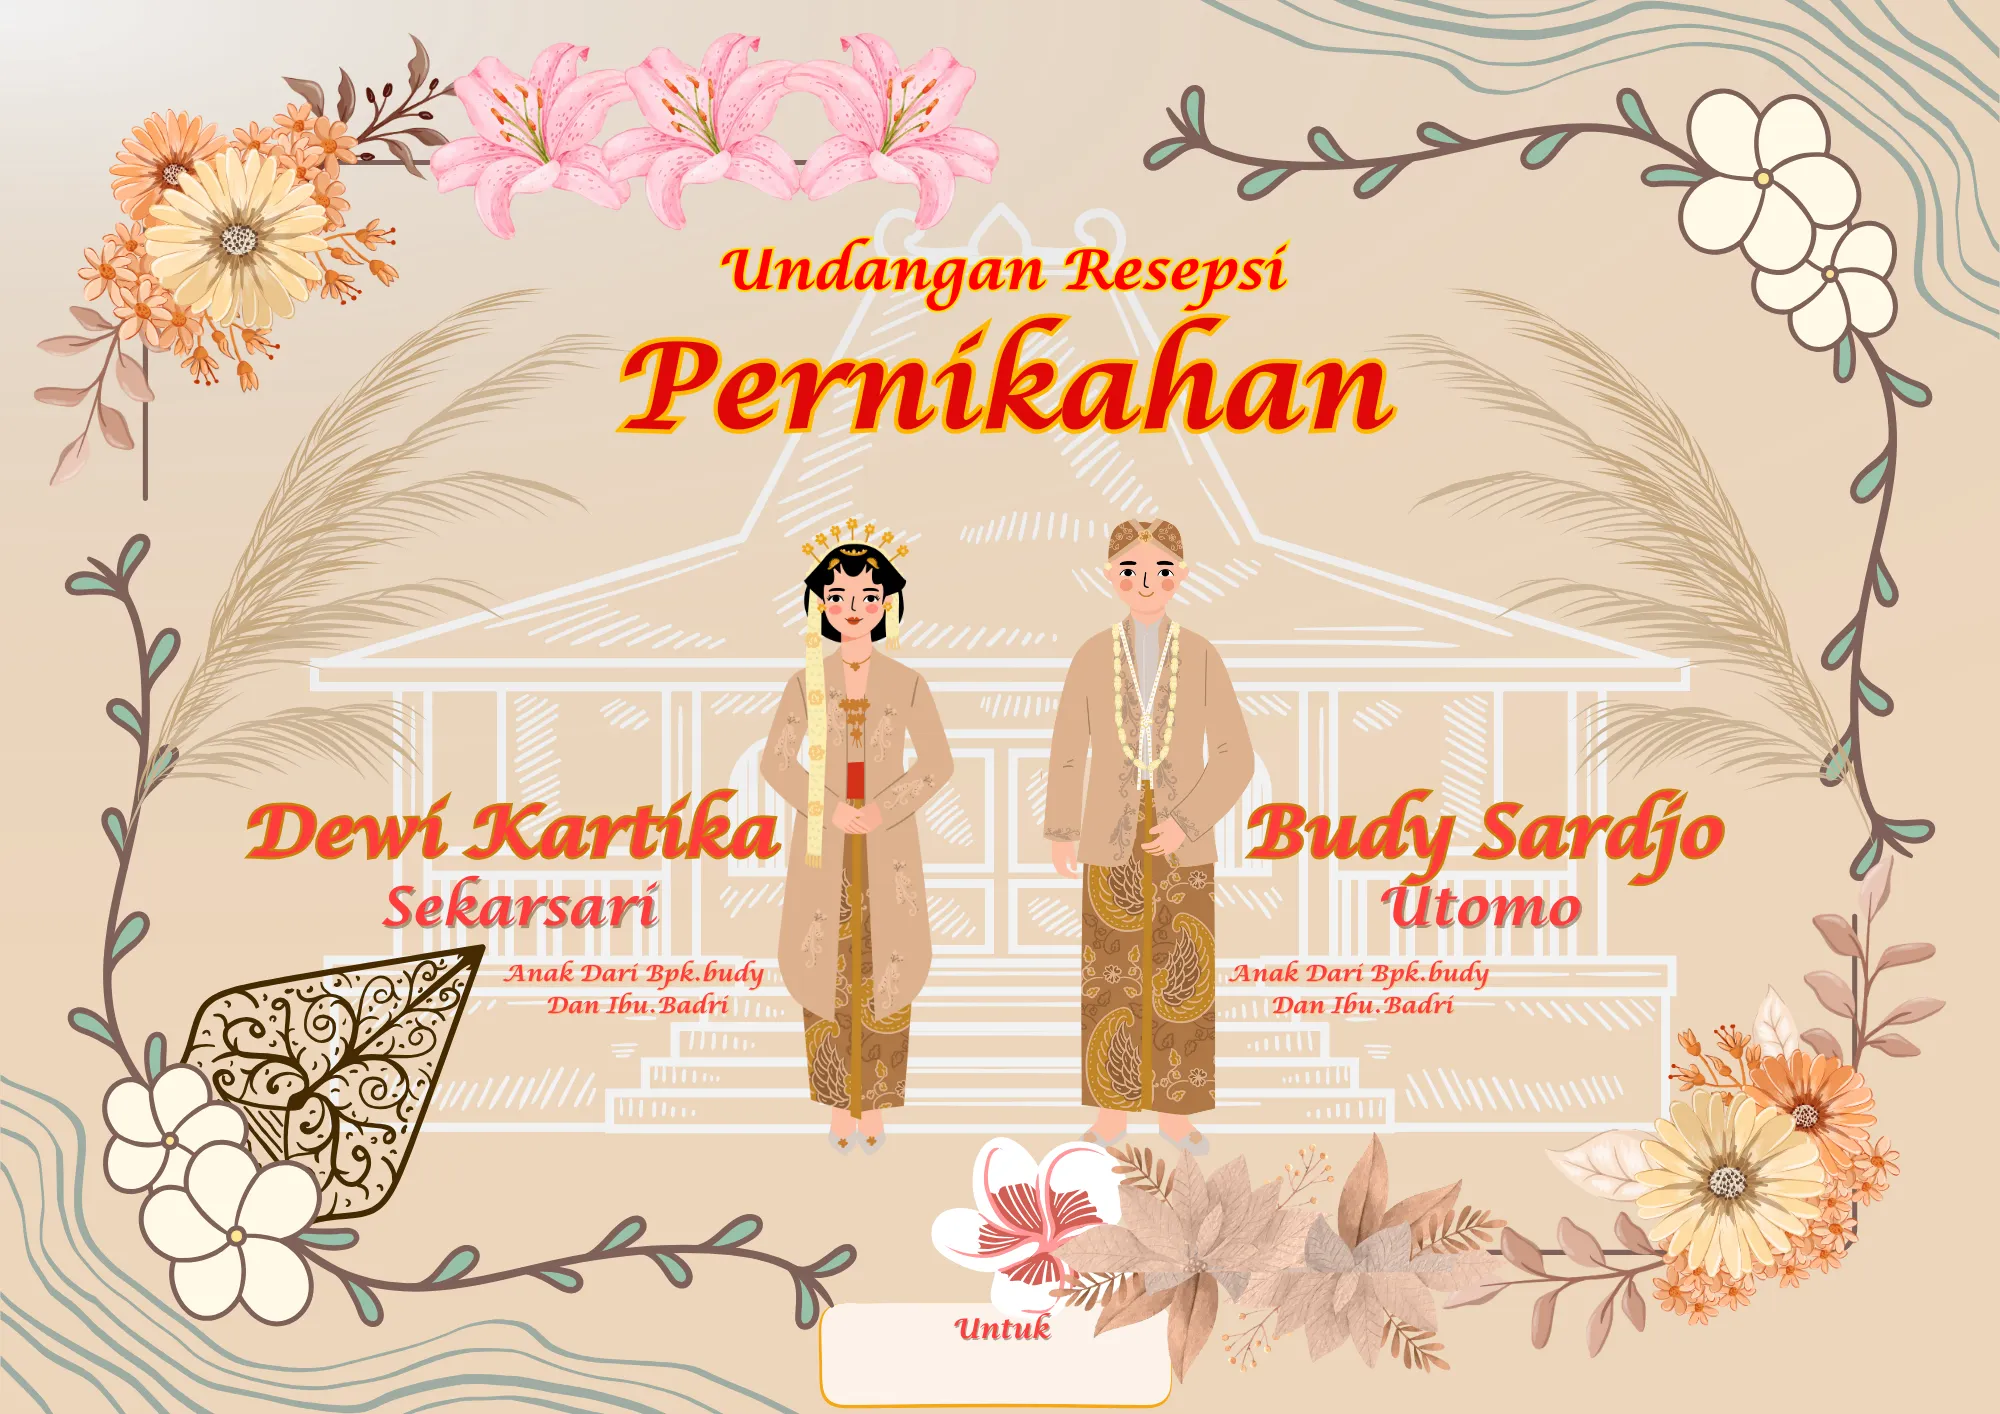 Undangan Resepsi
Pernikahan
Dewi Kartika
Sekarsari
Anak Dari Bpk.budy
Dan Ibu.Badri
Budy Sardjo
Utomo
Anak Dari Bpk.budy
Dan Ibu.Badri
Untuk